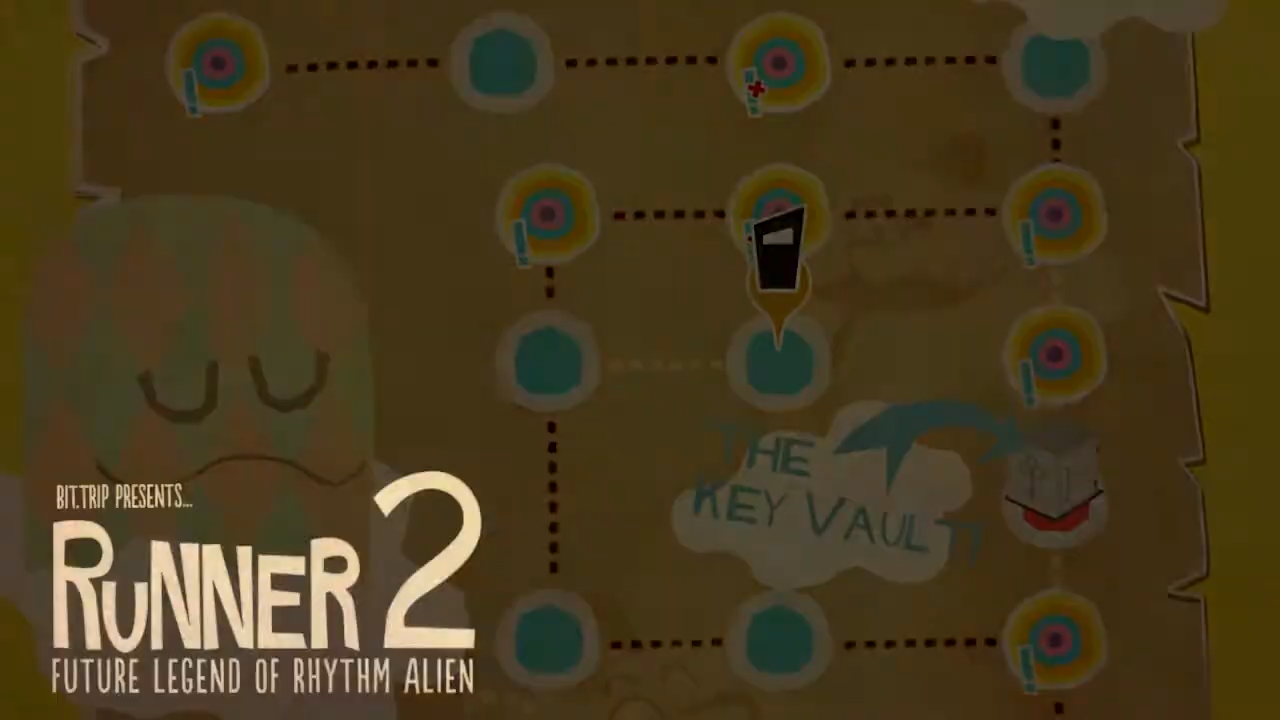 THE
KEY VAULT!
BIT.TRIP PRESENTS...
RUNNER 2
FUTURE LEGEND OF RHYTHM ALIEN